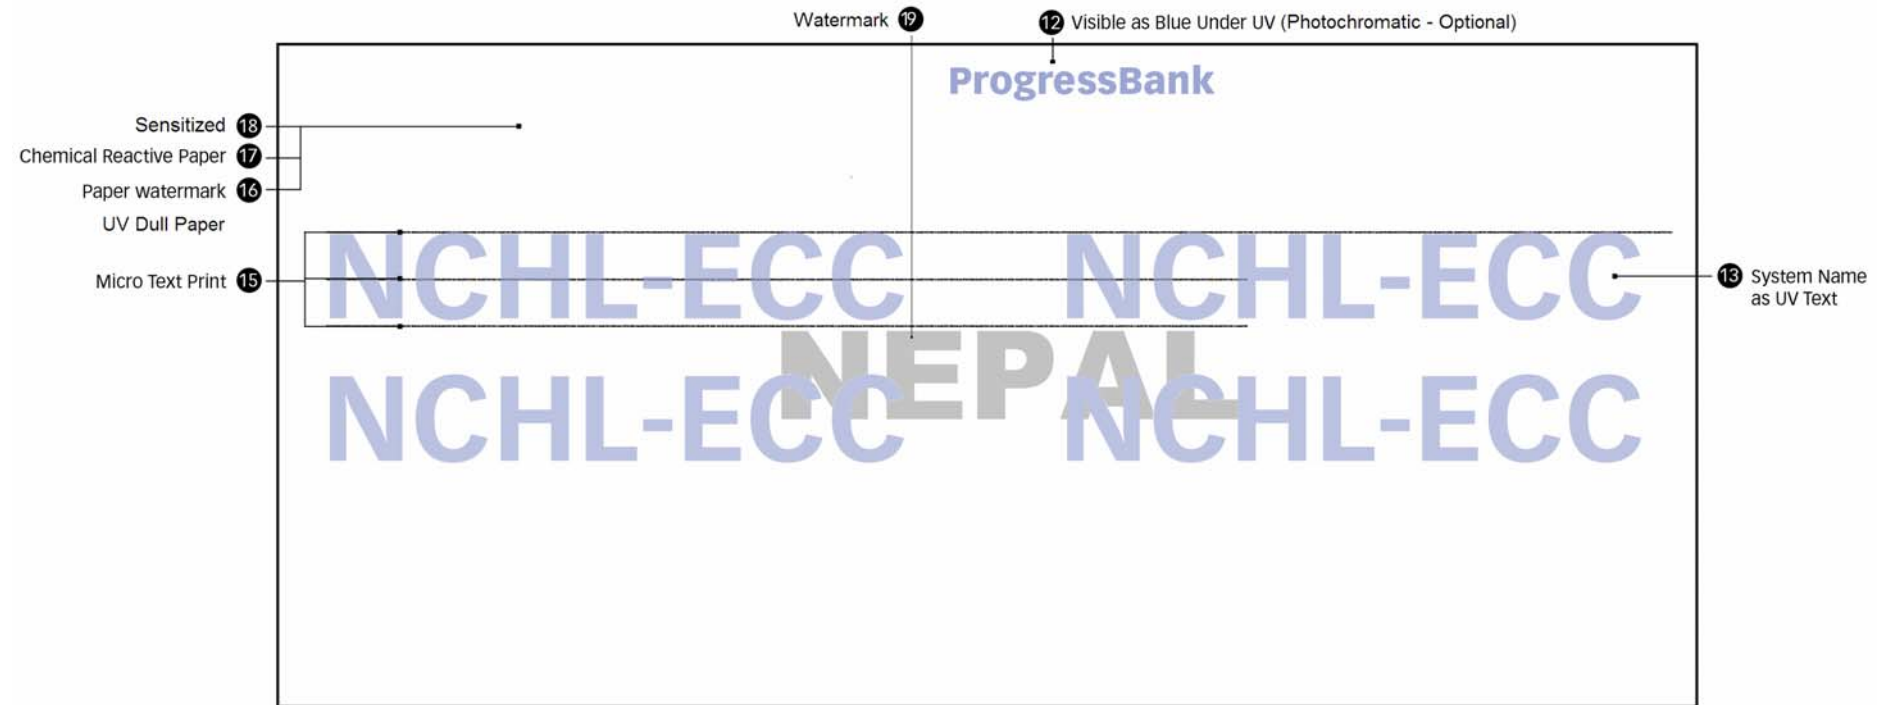 Watermark 19
12 Visible as Blue Under UV (Photochromatic - Optional)
ProgressBank
Sensitized 18
Chemical Reactive Paper 17
Paper watermark 16
UV Dull Paper
Micro Text Print 15
NCHL-ECC NCHL-ECC
13 System Name
as UV Text
NEPAL
NCHL-ECC NCHL-ECC